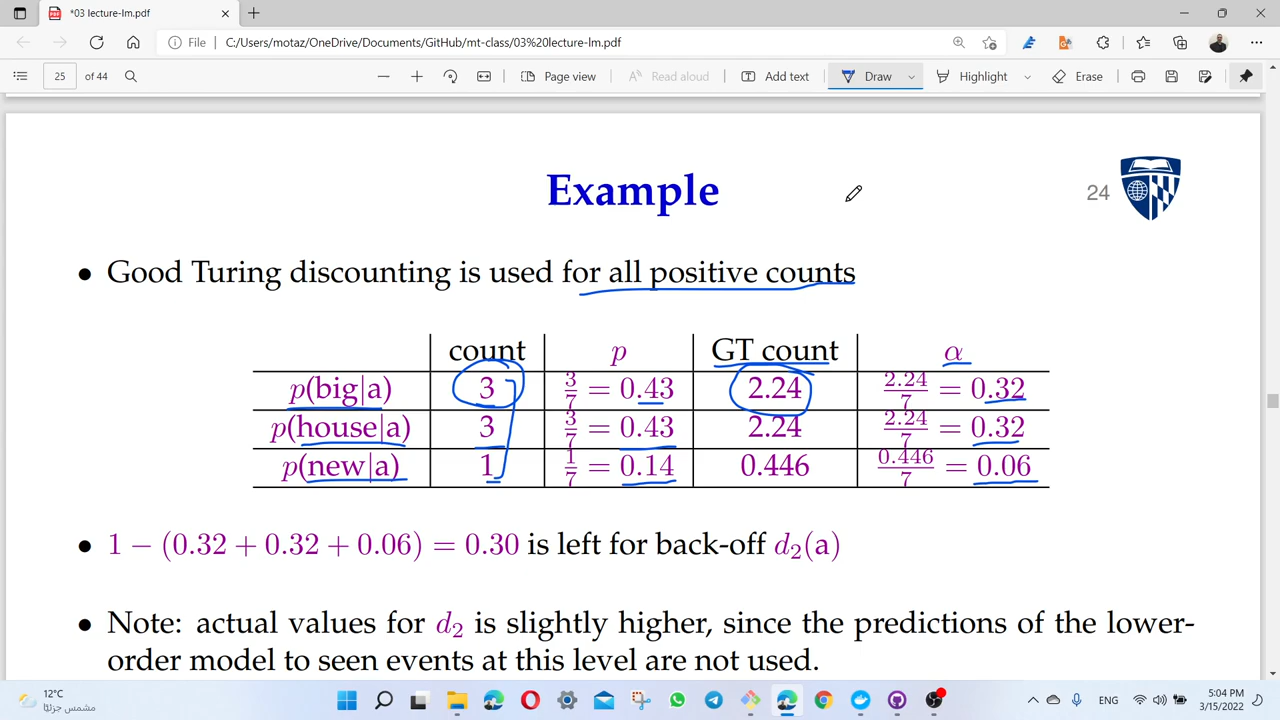 *03 lecture-lm.pdf
File C:/Users/motaz/OneDrive/Documents/GitHub/mt-class/03%20lecture-lm.pdf
25 of 44 Page view Read aloud Add text Draw Highlight Erase
Example
24
• Good Turing discounting is used for all positive counts
count p GT count α
p(big|a) 3 3/7 = 0.43 2.24 2.24/7 = 0.32
p(house|a) 3 3/7 = 0.43 2.24 2.24/7 = 0.32
p(new|a) 1 1/7 = 0.14 0.446 0.446/7 = 0.06
• 1 − (0.32 + 0.32 + 0.06) = 0.30 is left for back-off d₂(a)
• Note: actual values for d₂ is slightly higher, since the predictions of the lower-
order model to seen events at this level are not used.
12°C
مشمس جزئيًا
ENG
5:04 PM
3/15/2022